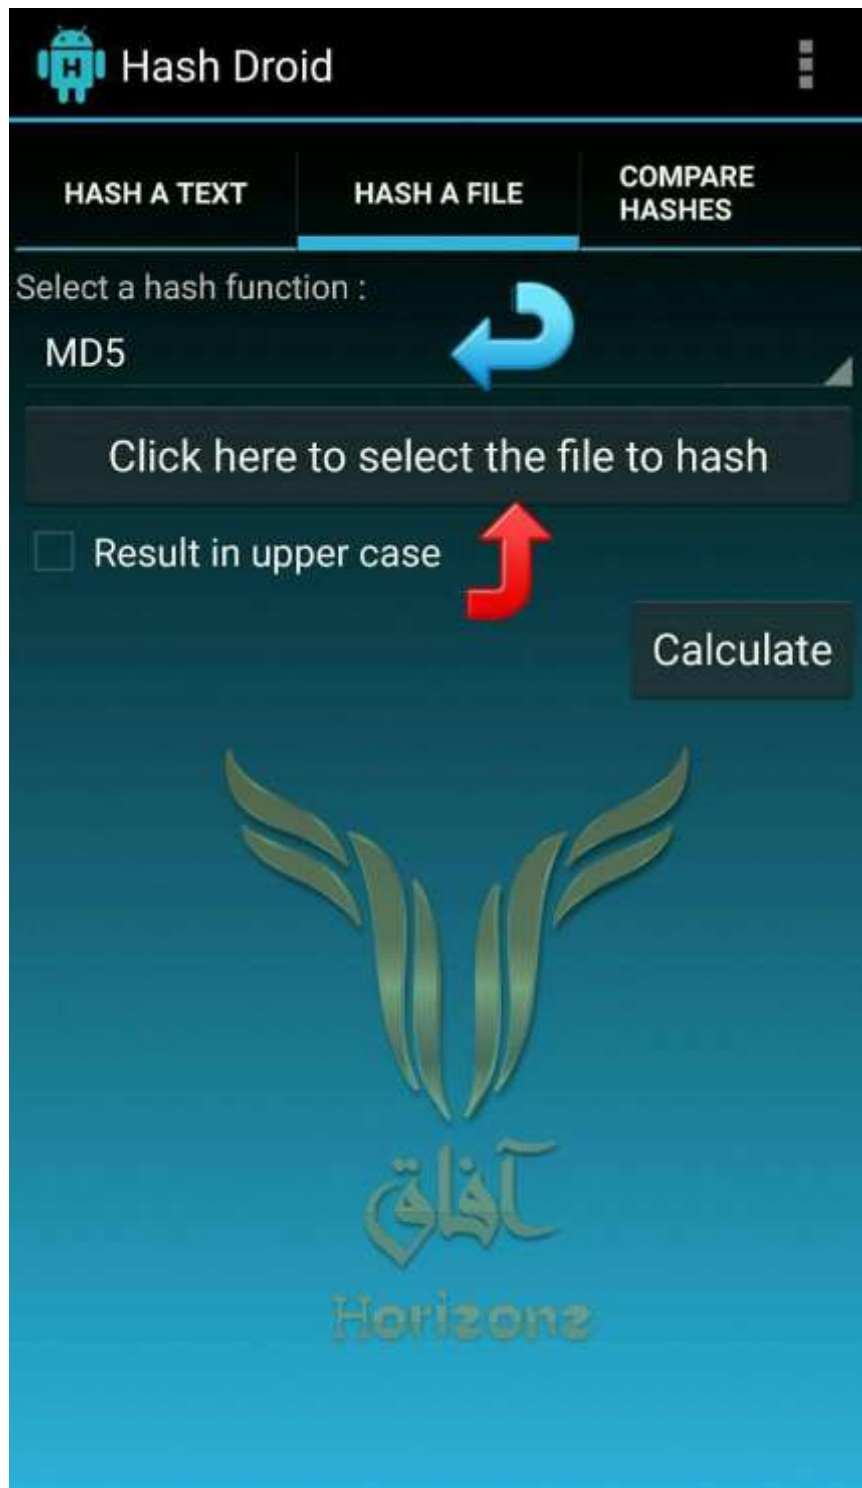 Hash Droid
HASH A TEXT
HASH A FILE
COMPARE
HASHES
Select a hash function :
MD5
Click here to select the file to hash
Result in upper case
Calculate
آفاق
Horizons